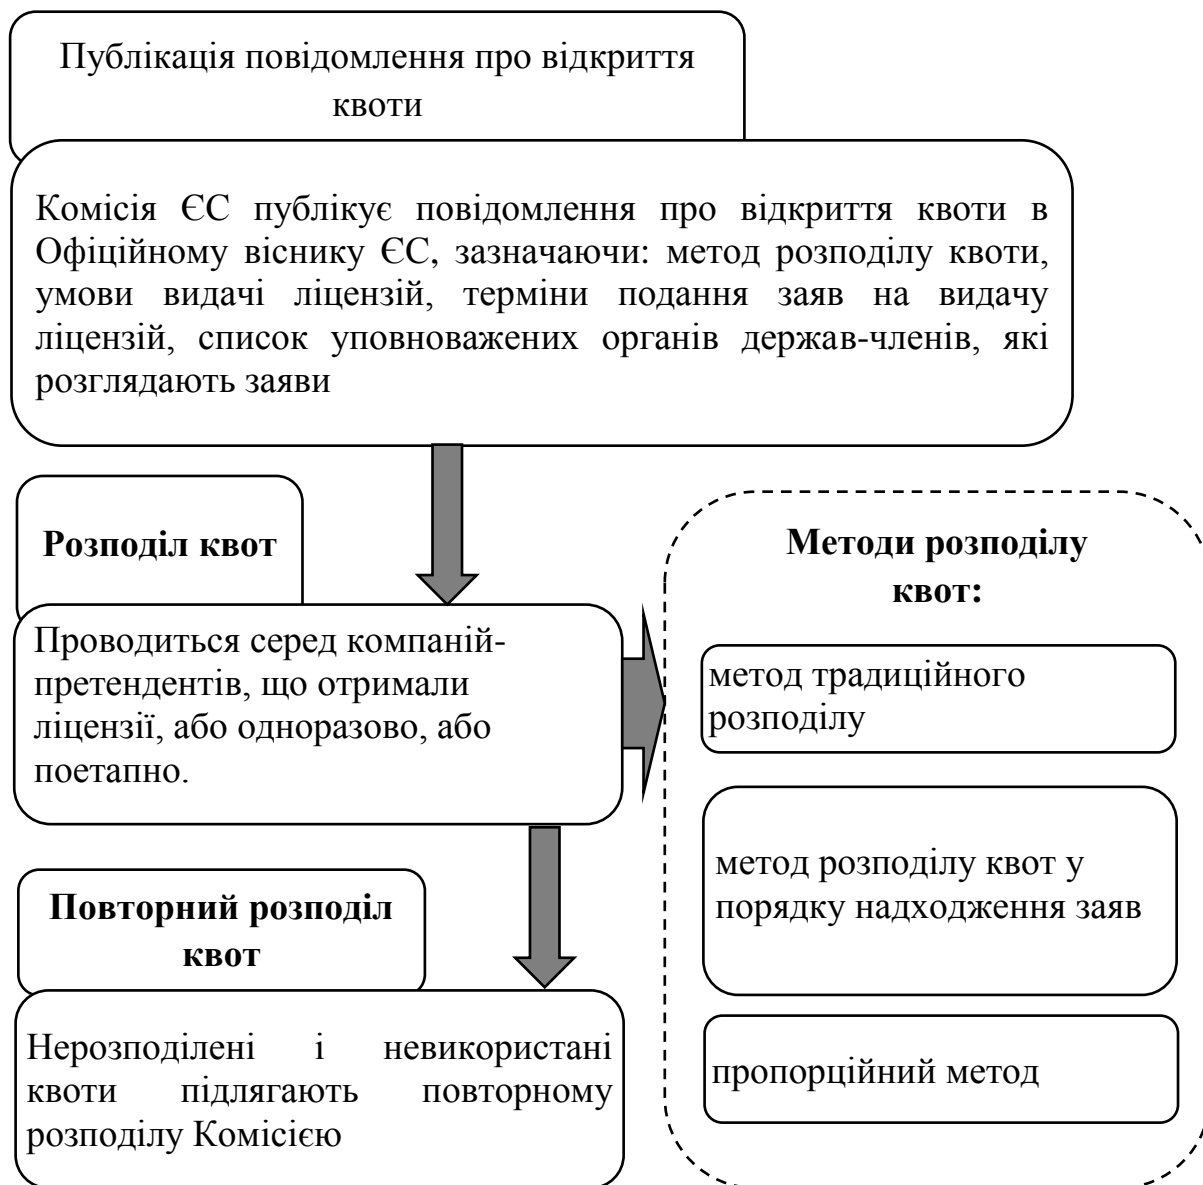 Публікація повідомлення про відкриття
квоти
Комісія ЄС публікує повідомлення про відкриття квоти в
Офіційному віснику ЄС, зазначаючи: метод розподілу квоти,
умови видачі ліцензій, терміни подання заяв на видачу
ліцензій, список уповноважених органів держав-членів, які
розглядають заяви
Розподіл квот
Проводиться серед компаній-
претендентів, що отримали
ліцензії, або одноразово, або
поетапно.
Методи розподілу
квот:
метод традиційного
розподілу
метод розподілу квот у
порядку надходження заяв
пропорційний метод
Повторний розподіл
квот
Нерозподілені і невикористані
квоти підлягають повторному
розподілу Комісією